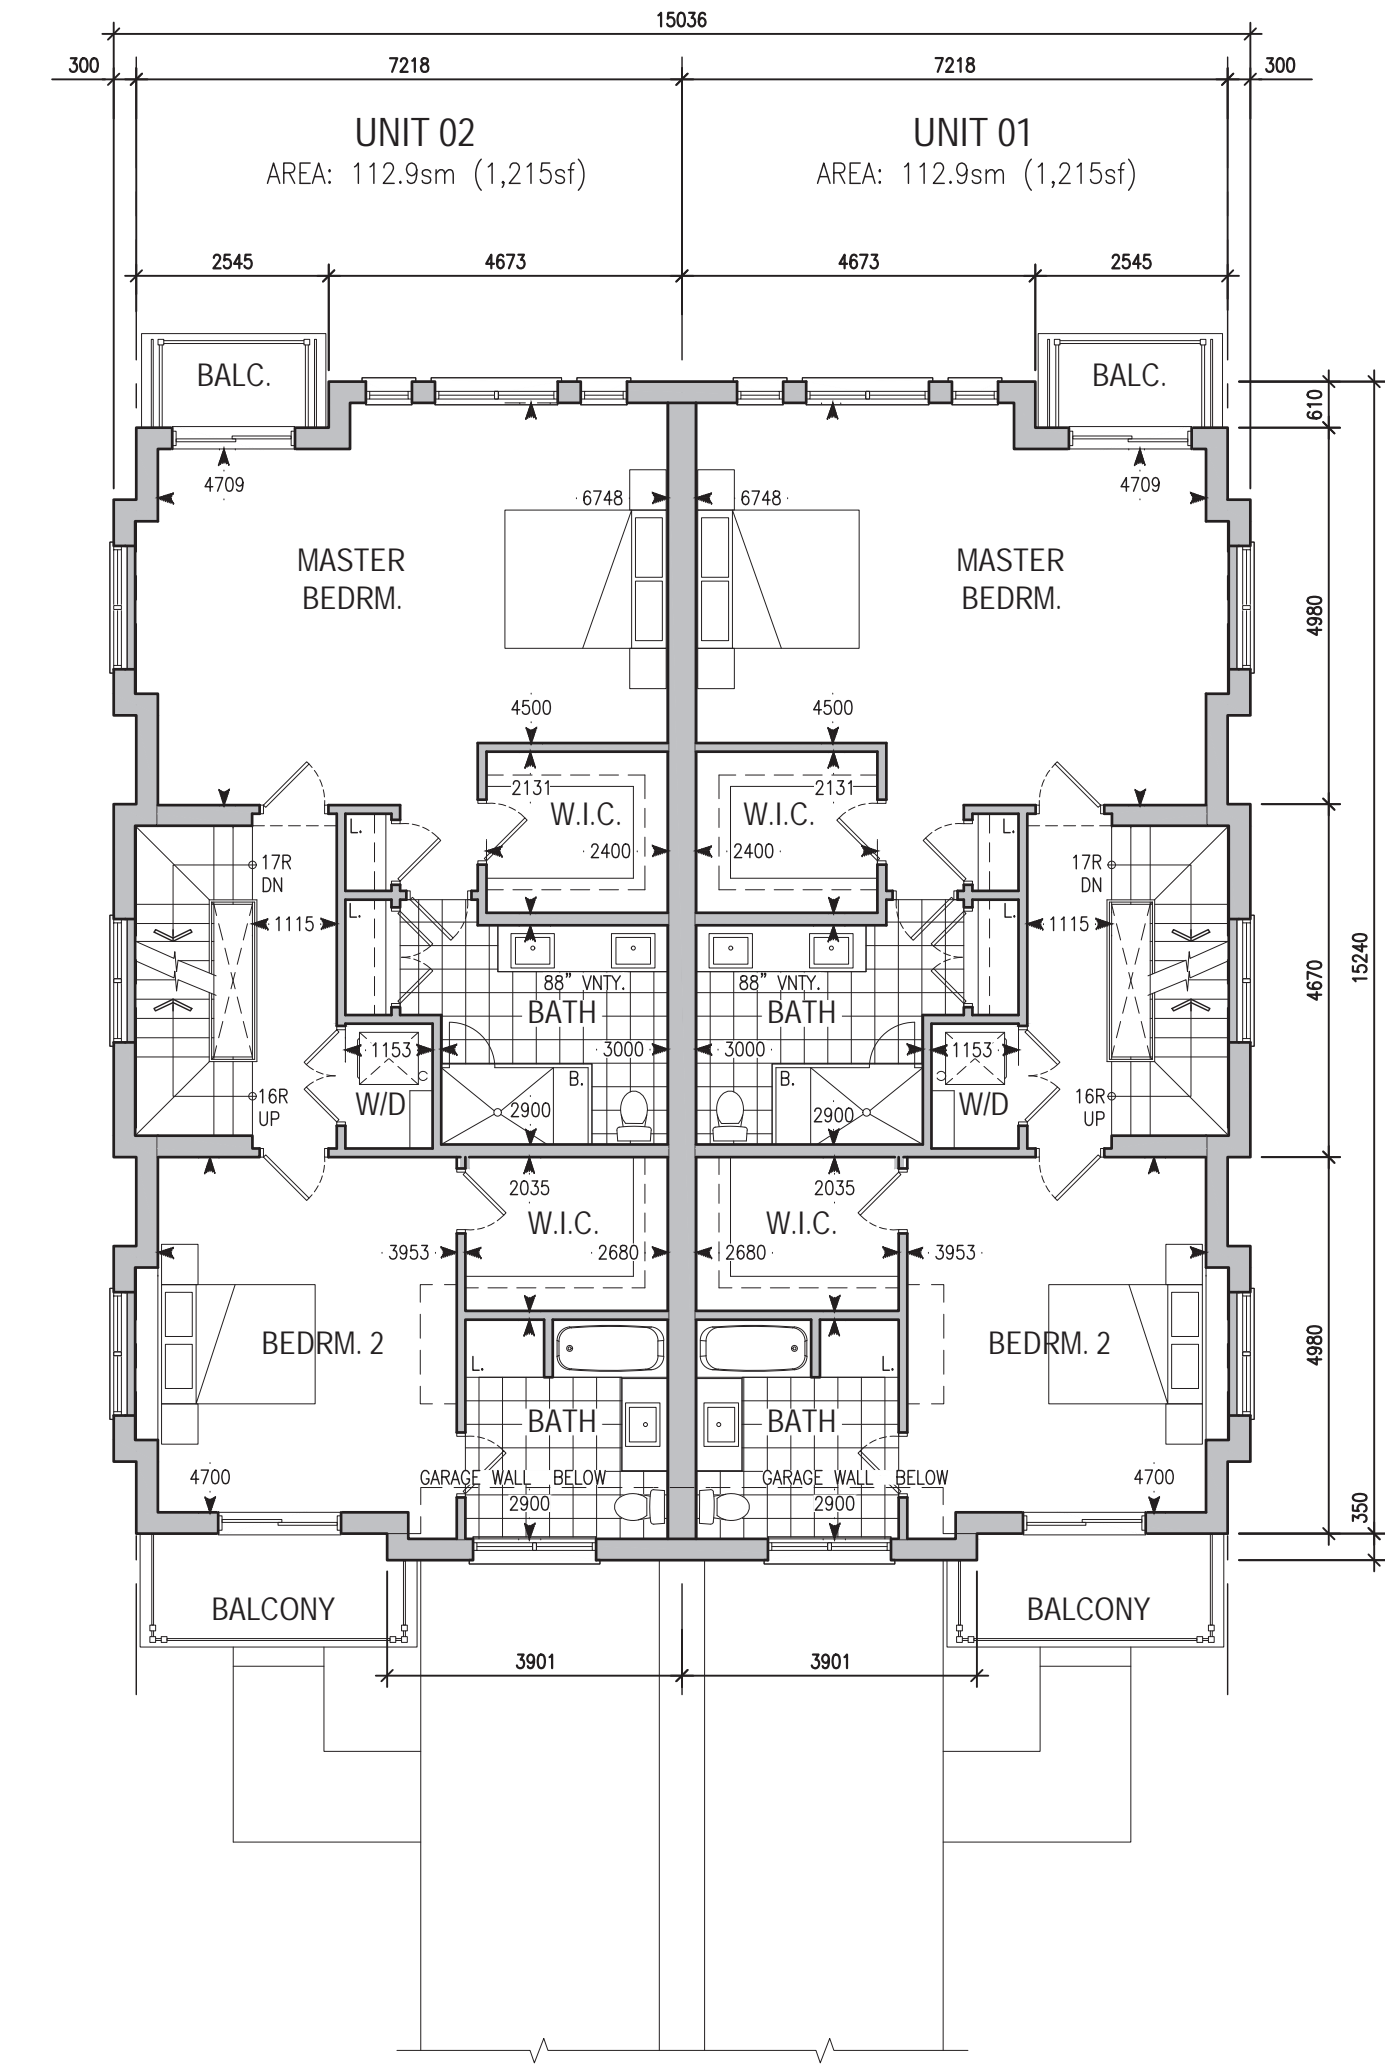 15036
300 7218 7218 300
UNIT 02 UNIT 01
AREA: 112.9sm (1,215sf) AREA: 112.9sm (1,215sf)
2545 4673 4673 2545
BALC. BALC.
610
4709 6748 6748 4709
MASTER MASTER
BEDRM. BEDRM.
4980
4500 4500
2131 2131
W.I.C. W.I.C.
L. L.
2400 2400
17R 17R
DN DN
L. L.
1115 1115
4670 15240
88" VNTY. 88" VNTY.
BATH BATH
1153 3000 3000 1153
B. B.
16R W/D 2900 2900 W/D 16R
UP UP
2035 2035
W.I.C. W.I.C.
3953 2680 2680 3953
BEDRM. 2 BEDRM. 2
4980
L. L.
BATH BATH
4700 GARAGE WALL BELOW GARAGE WALL BELOW 4700
2900 2900
350
BALCONY BALCONY
3901 3901